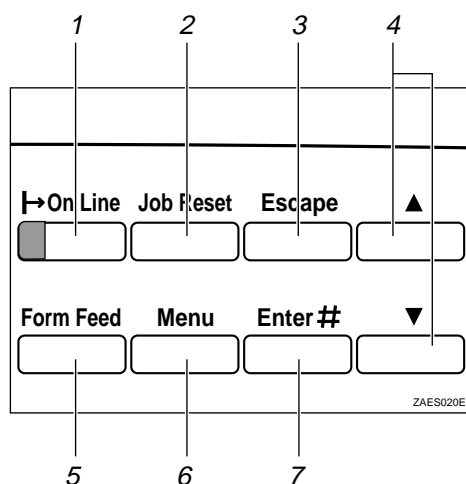 1 2 3 4
On Line Job Reset Escape ▲
Form Feed Menu Enter # ▼
ZAES020E
5 6 7